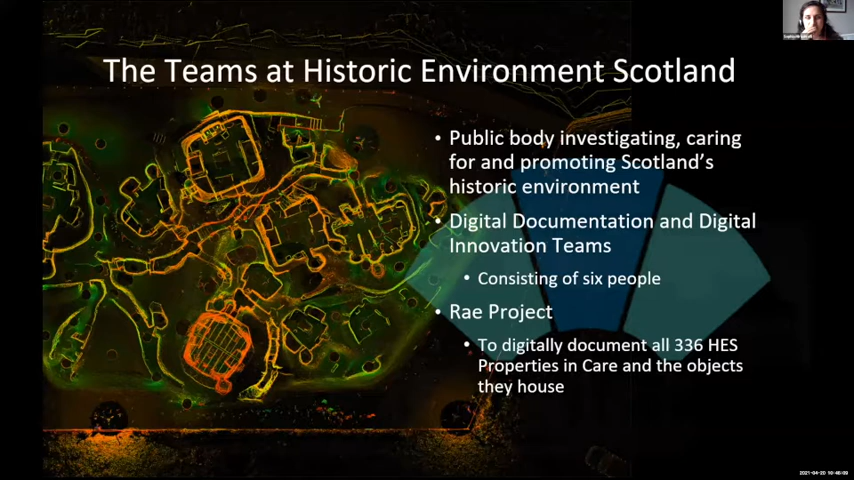 The Teams at Historic Environment Scotland
• Public body investigating, caring
for and promoting Scotland's
historic environment
• Digital Documentation and Digital
Innovation Teams
• Consisting of six people
• Rae Project
• To digitally document all 336 HES
Properties in Care and the objects
they house